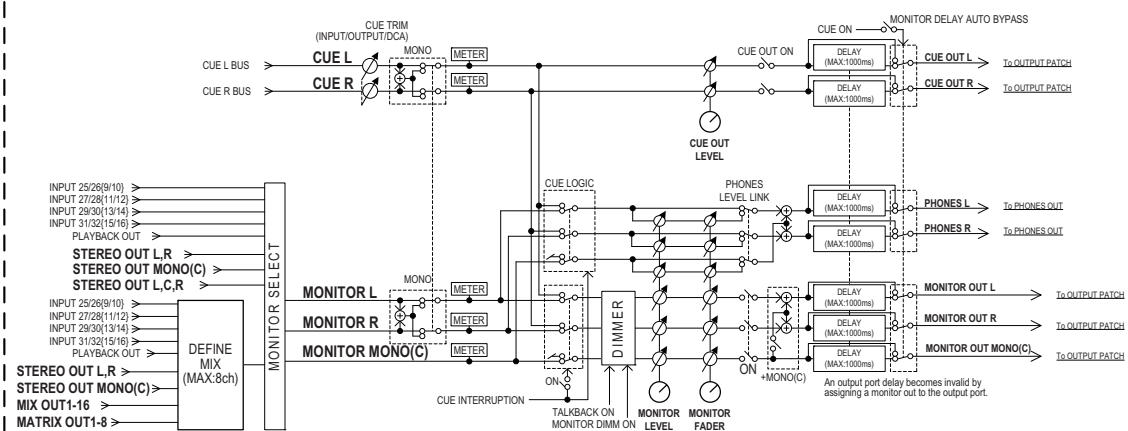 MONITOR DELAY AUTO BYPASS
CUE ON
CUE TRIM
(INPUT/OUTPUT/DCA)
MONO
METER
CUE OUT ON
DELAY
(MAX:1000ms)
CUE L BUS
CUE L
CUE OUT L
To OUTPUT PATCH
CUE R BUS
CUE R
METER
DELAY
(MAX:1000ms)
CUE OUT R
To OUTPUT PATCH
CUE OUT
LEVEL
CUE LOGIC
PHONES
LEVEL LINK
INPUT 25/26{9/10}
INPUT 27/28{11/12}
INPUT 29/30{13/14}
INPUT 31/32{15/16}
PLAYBACK OUT
STEREO OUT L,R
STEREO OUT MONO(C)
STEREO OUT L,C,R
DELAY
(MAX:1000ms)
PHONES L
To PHONES OUT
DELAY
(MAX:1000ms)
PHONES R
To PHONES OUT
MONITOR SELECT
INPUT 25/26{9/10}
INPUT 27/28{11/12}
INPUT 29/30{13/14}
INPUT 31/32{15/16}
PLAYBACK OUT
STEREO OUT L,R
STEREO OUT MONO(C)
MIX OUT1-16
MATRIX OUT1-8
DEFINE
MIX
(MAX:8ch)
MONO
MONITOR L
METER
MONITOR R
METER
MONITOR MONO(C)
METER
DIMMER
ON
CUE INTERRUPTION
TALKBACK ON
MONITOR DIMM ON
MONITOR
LEVEL
MONITOR
FADER
ON
+MONO(C)
DELAY
(MAX:1000ms)
MONITOR OUT L
To OUTPUT PATCH
DELAY
(MAX:1000ms)
MONITOR OUT R
To OUTPUT PATCH
DELAY
(MAX:1000ms)
MONITOR OUT MONO(C)
To OUTPUT PATCH
An output port delay becomes invalid by
assigning a monitor out to the output port.